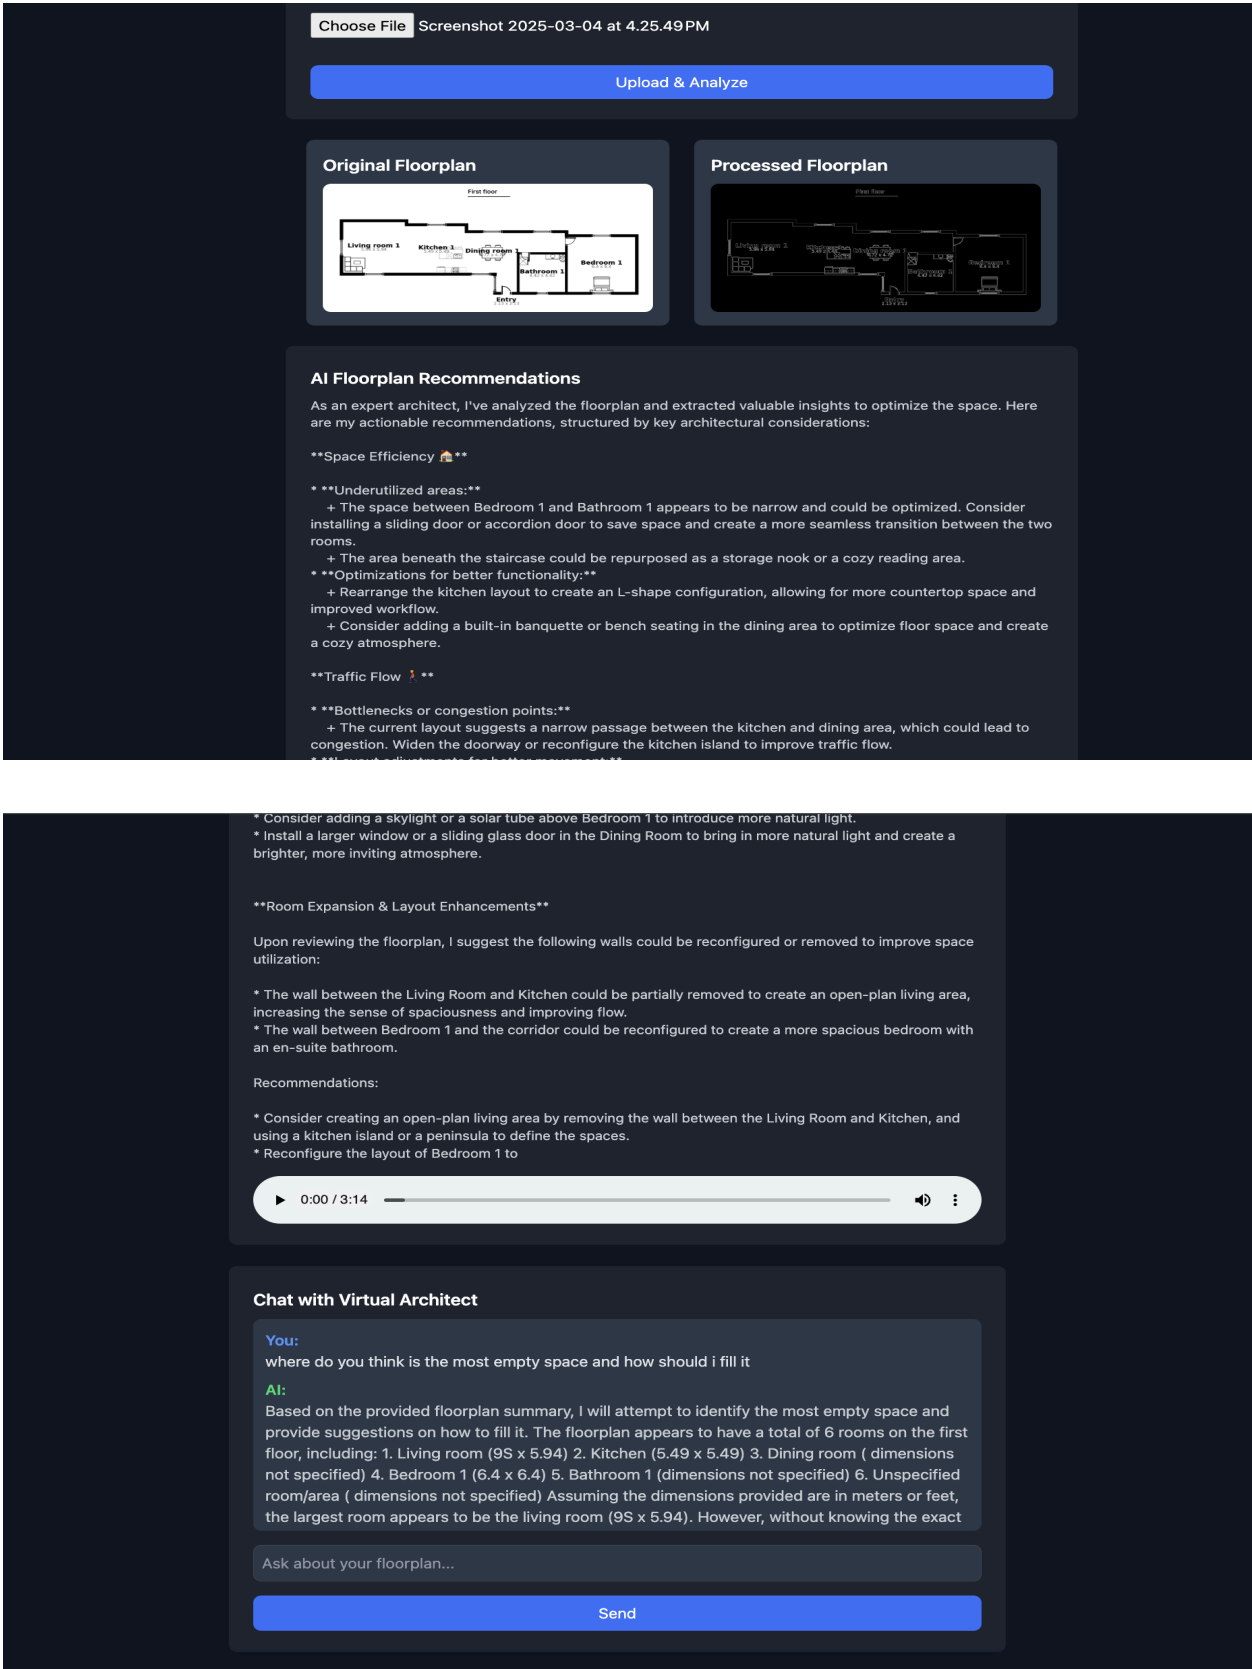 Choose File Screenshot 2025-03-04 at 4.25.49 PM
Upload & Analyze
Original Floorplan
Processed Floorplan
First floor
Living room 1
Kitchen 1
Dining room 1
Bedroom 1
Bathroom 1
Entry
First floor
AI Floorplan Recommendations
As an expert architect, I've analyzed the floorplan and extracted valuable insights to optimize the space. Here
are my actionable recommendations, structured by key architectural considerations:
**Space Efficiency 🏠**
* **Underutilized areas:**
+ The space between Bedroom 1 and Bathroom 1 appears to be narrow and could be optimized. Consider
installing a sliding door or accordion door to save space and create a more seamless transition between the two
rooms.
+ The area beneath the staircase could be repurposed as a storage nook or a cozy reading area.
* **Optimizations for better functionality:**
+ Rearrange the kitchen layout to create an L-shape configuration, allowing for more countertop space and
improved workflow.
+ Consider adding a built-in banquette or bench seating in the dining area to optimize floor space and create
a cozy atmosphere.
**Traffic Flow 🚶**
* **Bottlenecks or congestion points:**
+ The current layout suggests a narrow passage between the kitchen and dining area, which could lead to
congestion. Widen the doorway or reconfigure the kitchen island to improve traffic flow.
* **Layout adjustments for better movement:**
* Consider adding a skylight or a solar tube above Bedroom 1 to introduce more natural light.
* Install a larger window or a sliding glass door in the Dining Room to bring in more natural light and create a
brighter, more inviting atmosphere.
**Room Expansion & Layout Enhancements**
Upon reviewing the floorplan, I suggest the following walls could be reconfigured or removed to improve space
utilization:
* The wall between the Living Room and Kitchen could be partially removed to create an open-plan living area,
increasing the sense of spaciousness and improving flow.
* The wall between Bedroom 1 and the corridor could be reconfigured to create a more spacious bedroom with
an en-suite bathroom.
Recommendations:
* Consider creating an open-plan living area by removing the wall between the Living Room and Kitchen, and
using a kitchen island or a peninsula to define the spaces.
* Reconfigure the layout of Bedroom 1 to
0:00 / 3:14
Chat with Virtual Architect
You:
where do you think is the most empty space and how should i fill it
AI:
Based on the provided floorplan summary, I will attempt to identify the most empty space and
provide suggestions on how to fill it. The floorplan appears to have a total of 6 rooms on the first
floor, including: 1. Living room (9S x 5.94) 2. Kitchen (5.49 x 5.49) 3. Dining room ( dimensions
not specified) 4. Bedroom 1 (6.4 x 6.4) 5. Bathroom 1 (dimensions not specified) 6. Unspecified
room/area ( dimensions not specified) Assuming the dimensions provided are in meters or feet,
the largest room appears to be the living room (9S x 5.94). However, without knowing the exact
Ask about your floorplan...
Send